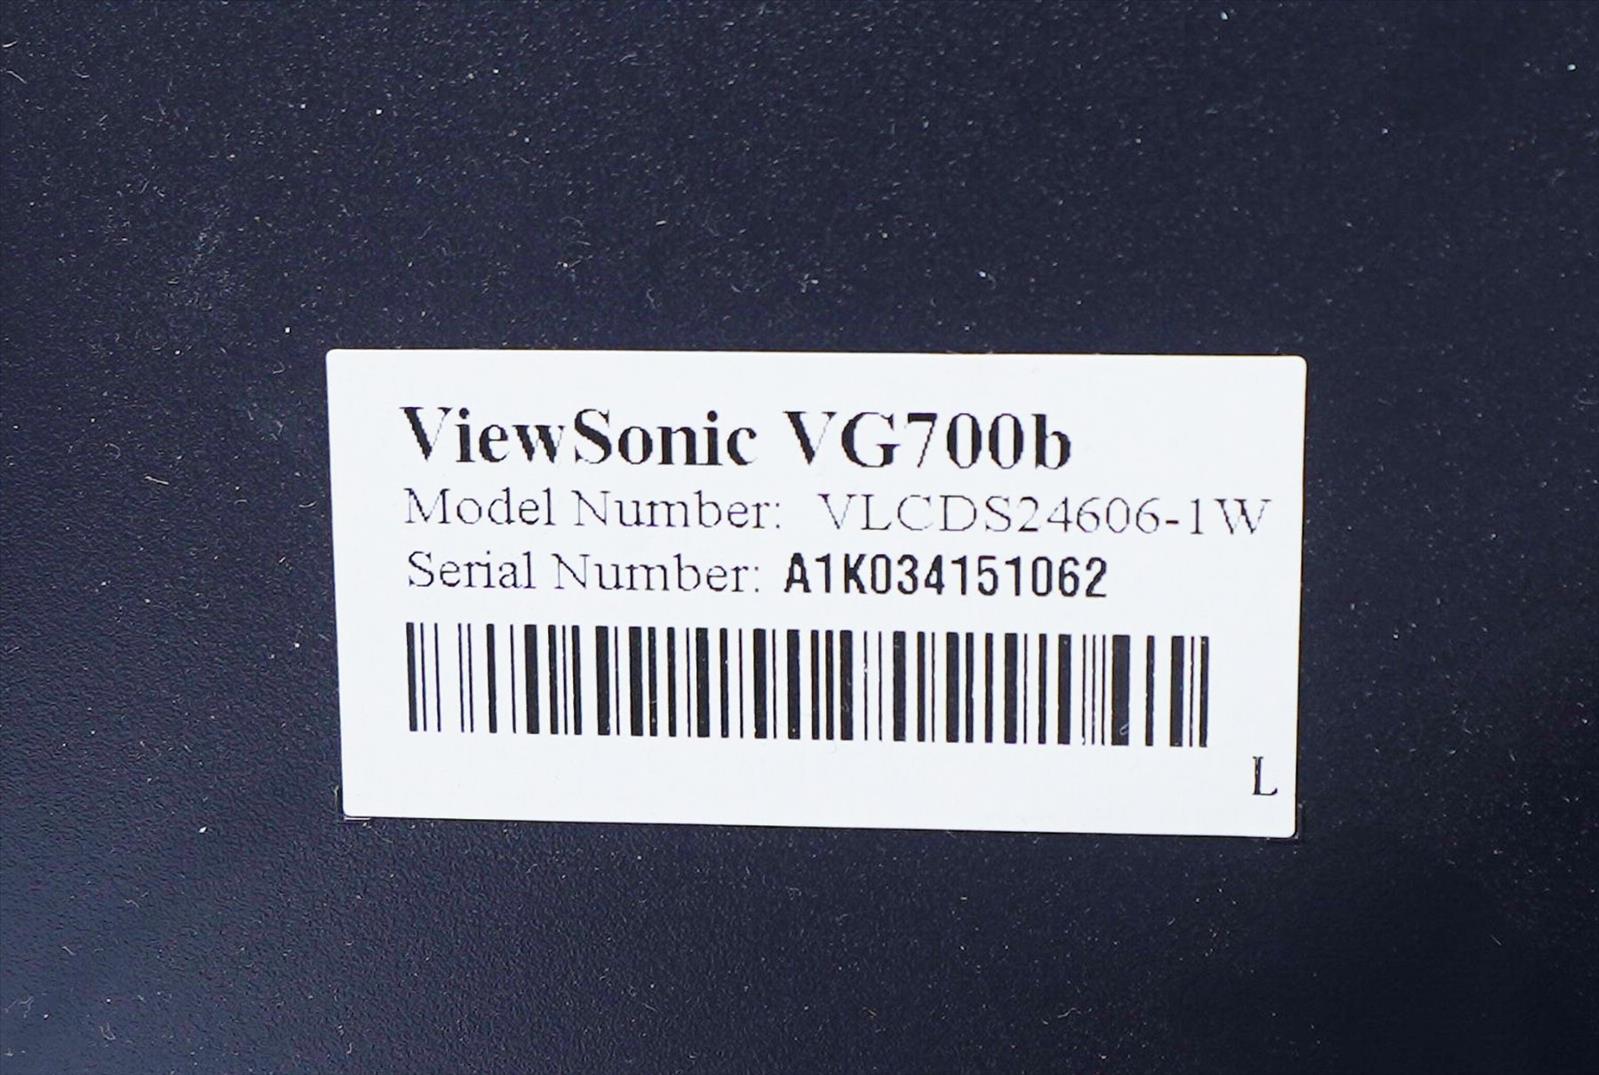 ViewSonic VG700b
Model Number: VLCDS24606-1W
Serial Number: A1K034151062
L